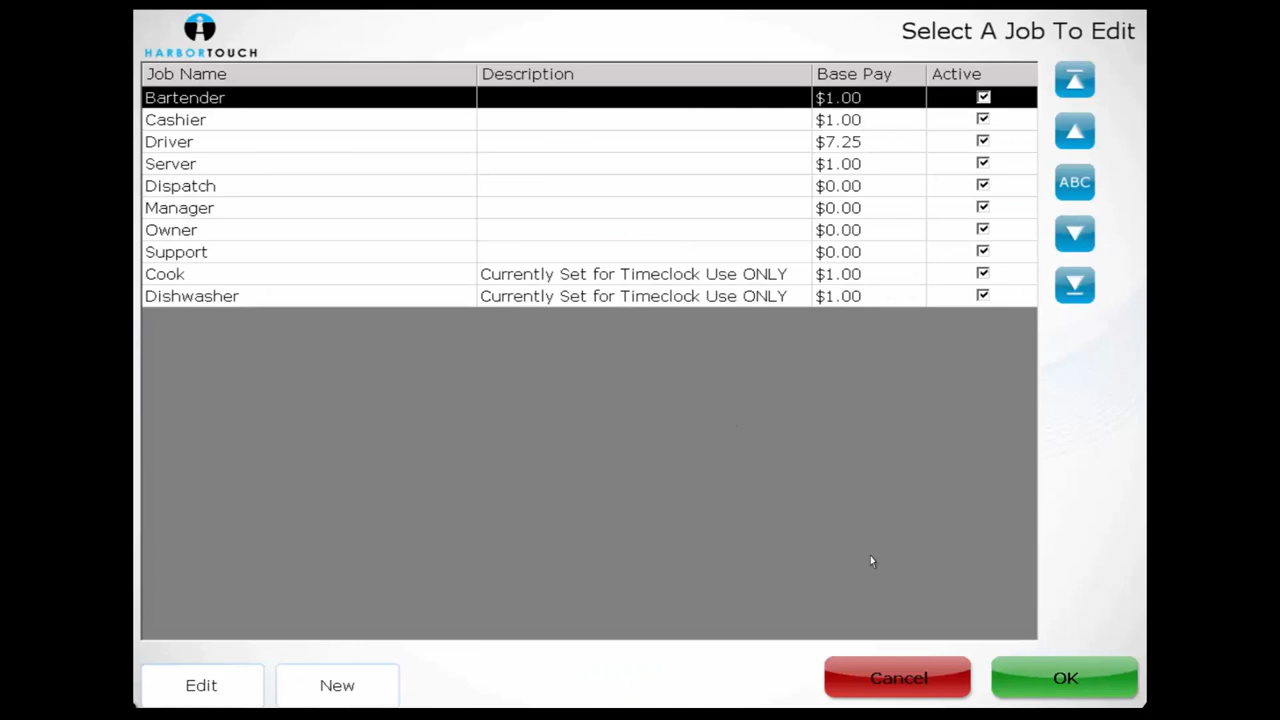 HARBORTOUCH
Select A Job To Edit
Job Name Description Base Pay Active
Bartender $1.00
Cashier $1.00
Driver $7.25
Server $1.00
Dispatch $0.00
Manager $0.00
Owner $0.00
Support $0.00
Cook Currently Set for Timeclock Use ONLY $1.00
Dishwasher Currently Set for Timeclock Use ONLY $1.00
ABC
Edit New Cancel OK